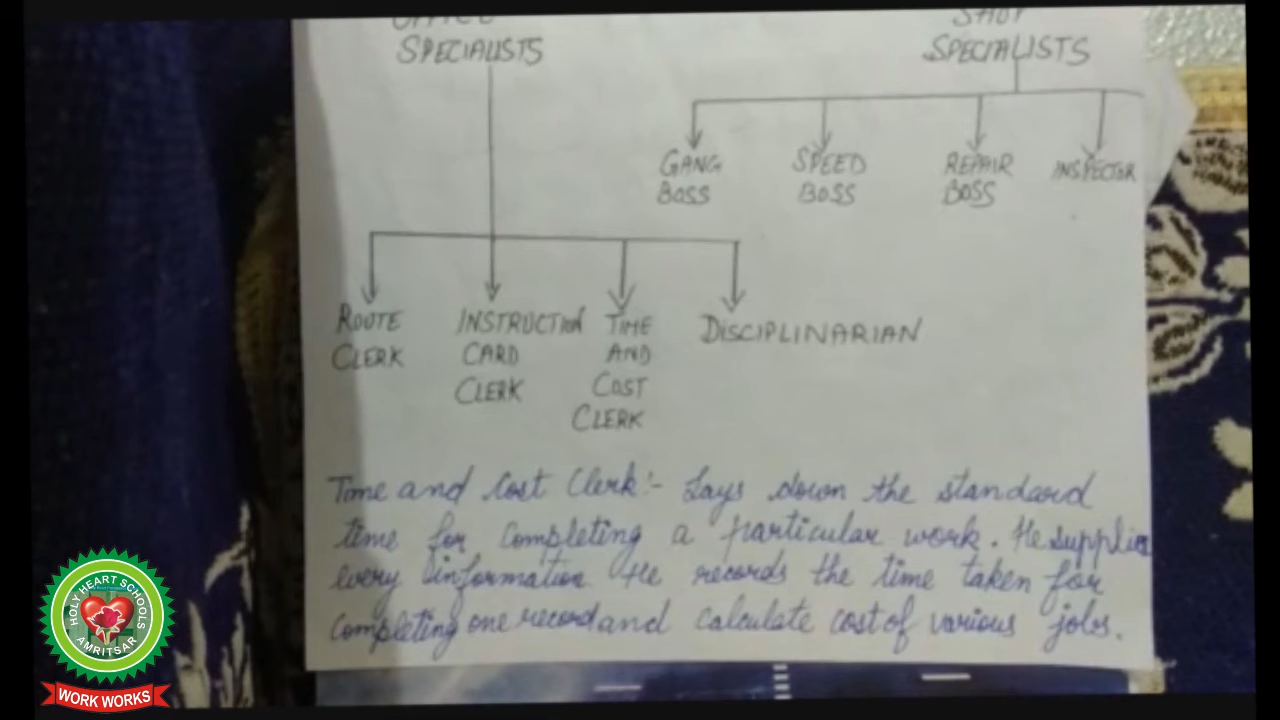 OFFICE
SPECIALISTS
SHOP
SPECIALISTS
GANG
BOSS
SPEED
BOSS
REPAIR
BOSS
INSPECTOR
ROUTE
CLERK
INSTRUCTION
CARD
CLERK
TIME
AND
COST
CLERK
DISCIPLINARIAN
Time and Cost Clerk:- Lays down the standard
time for completing a particular work. He supplies
every information. He records the time taken for
completing one record and calculate cost of various jobs.
HOLY HEART SCHOOLS
AMRITSAR
WORK WORKS